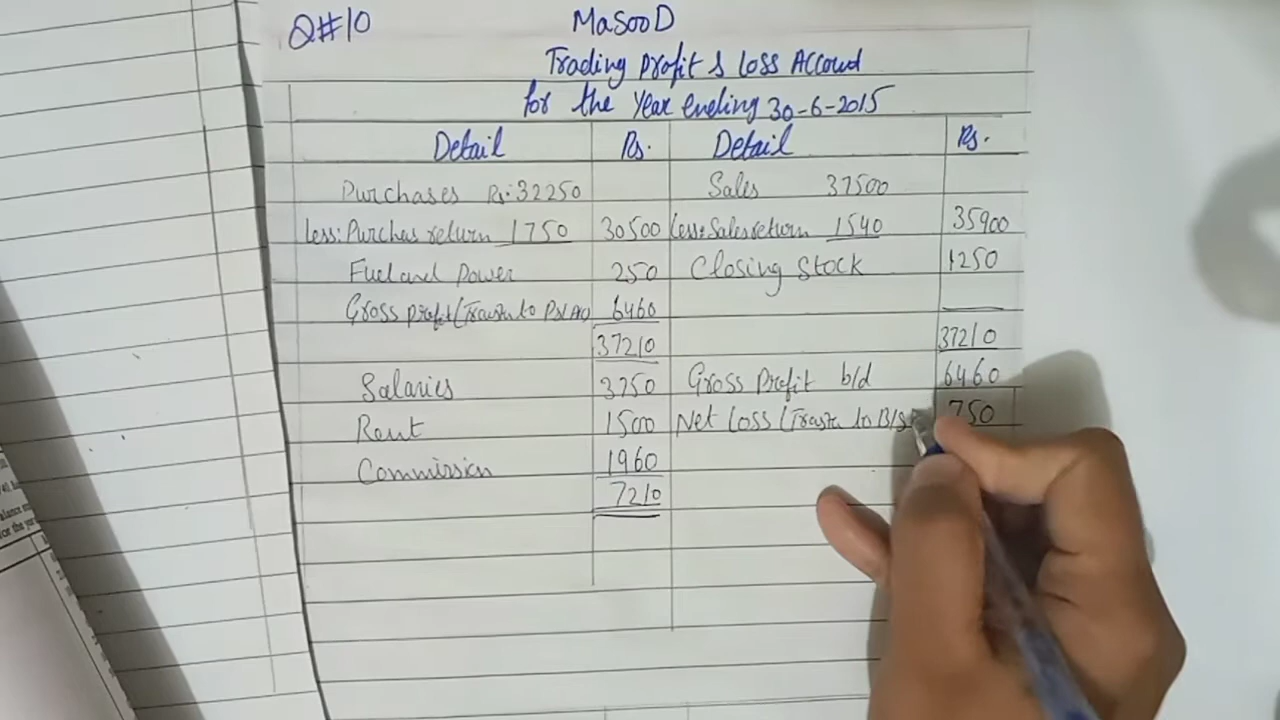 Q#10
MasooD
Trading profit & loss Account
for the year ending 30-6-2015
Detail Rs. Detail Rs.
Purchases Rs: 32250 Sales 37500
less: Purchas return 1750 30500 Less: Sales return 1540 35900
Fuel and Power 250 Closing Stock 1250
Gross profit (Transfr to P&L A/c) 6460
37210 37210
Salaries 3750 Gross Profit b/d 6460
Rent 1500 Net Loss (Transfr to B/S 750
Commission 1960
7210